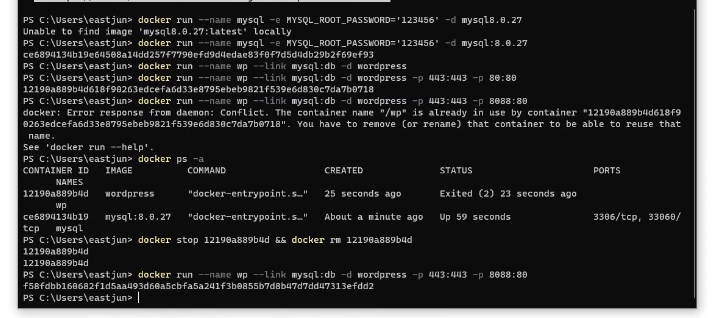 PS C:\Users\eastjun> docker run --name mysql -e MYSQL_ROOT_PASSWORD='123456' -d mysql8.0.27
Unable to find image 'mysql8.0.27:latest' locally
PS C:\Users\eastjun> docker run --name mysql -e MYSQL_ROOT_PASSWORD='123456' -d mysql:8.0.27
ce6894134b19e64508a14dd257f7790efd9d4edae83f0f7d5d4db29b2f69ef93
PS C:\Users\eastjun> docker run --name wp --link mysql:db -d wordpress
PS C:\Users\eastjun> docker run --name wp --link mysql:db -d wordpress -p 443:443 -p 80:80
12190a889b4d618f90263edcefa6d33e8795ebeb9821f539e6d830c7da7b0718
PS C:\Users\eastjun> docker run --name wp --link mysql:db -d wordpress -p 443:443 -p 8088:80
docker: Error response from daemon: Conflict. The container name "/wp" is already in use by container "12190a889b4d618f9
0263edcefa6d33e8795ebeb9821f539e6d830c7da7b0718". You have to remove (or rename) that container to be able to reuse that
 name.
See 'docker run --help'.
PS C:\Users\eastjun> docker ps -a
CONTAINER ID   IMAGE          COMMAND                  CREATED              STATUS                      PORTS
      NAMES
12190a889b4d   wordpress      "docker-entrypoint.s…"   25 seconds ago       Exited (2) 23 seconds ago
      wp
ce6894134b19   mysql:8.0.27   "docker-entrypoint.s…"   About a minute ago   Up 59 seconds               3306/tcp, 33060/
tcp   mysql
PS C:\Users\eastjun> docker stop 12190a889b4d && docker rm 12190a889b4d
12190a889b4d
12190a889b4d
PS C:\Users\eastjun> docker run --name wp --link mysql:db -d wordpress -p 443:443 -p 8088:80
f58fdbb160682f1d5aa493d60a5cbfa5a241f3b0855b7d8b47d7dd47313efdd2
PS C:\Users\eastjun>